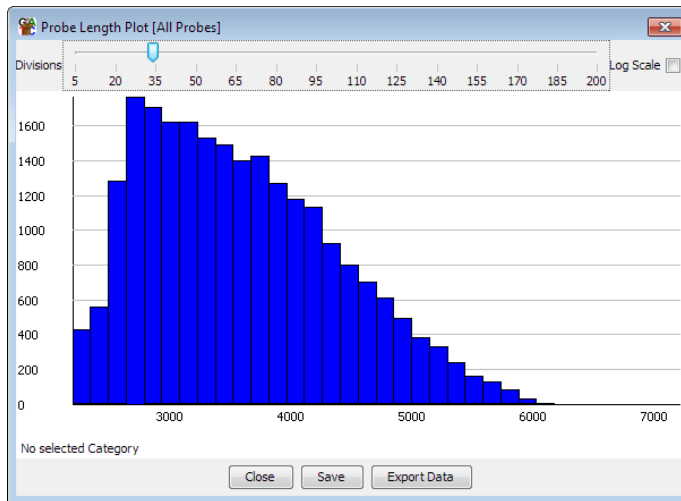 Probe Length Plot [All Probes]
Divisions
5 20 35 50 65 80 95 110 125 140 155 170 185 200
Log Scale
1600
1400
1200
1000
800
600
400
200
0
3000 4000 5000 6000 7000
No selected Category
Close Save Export Data